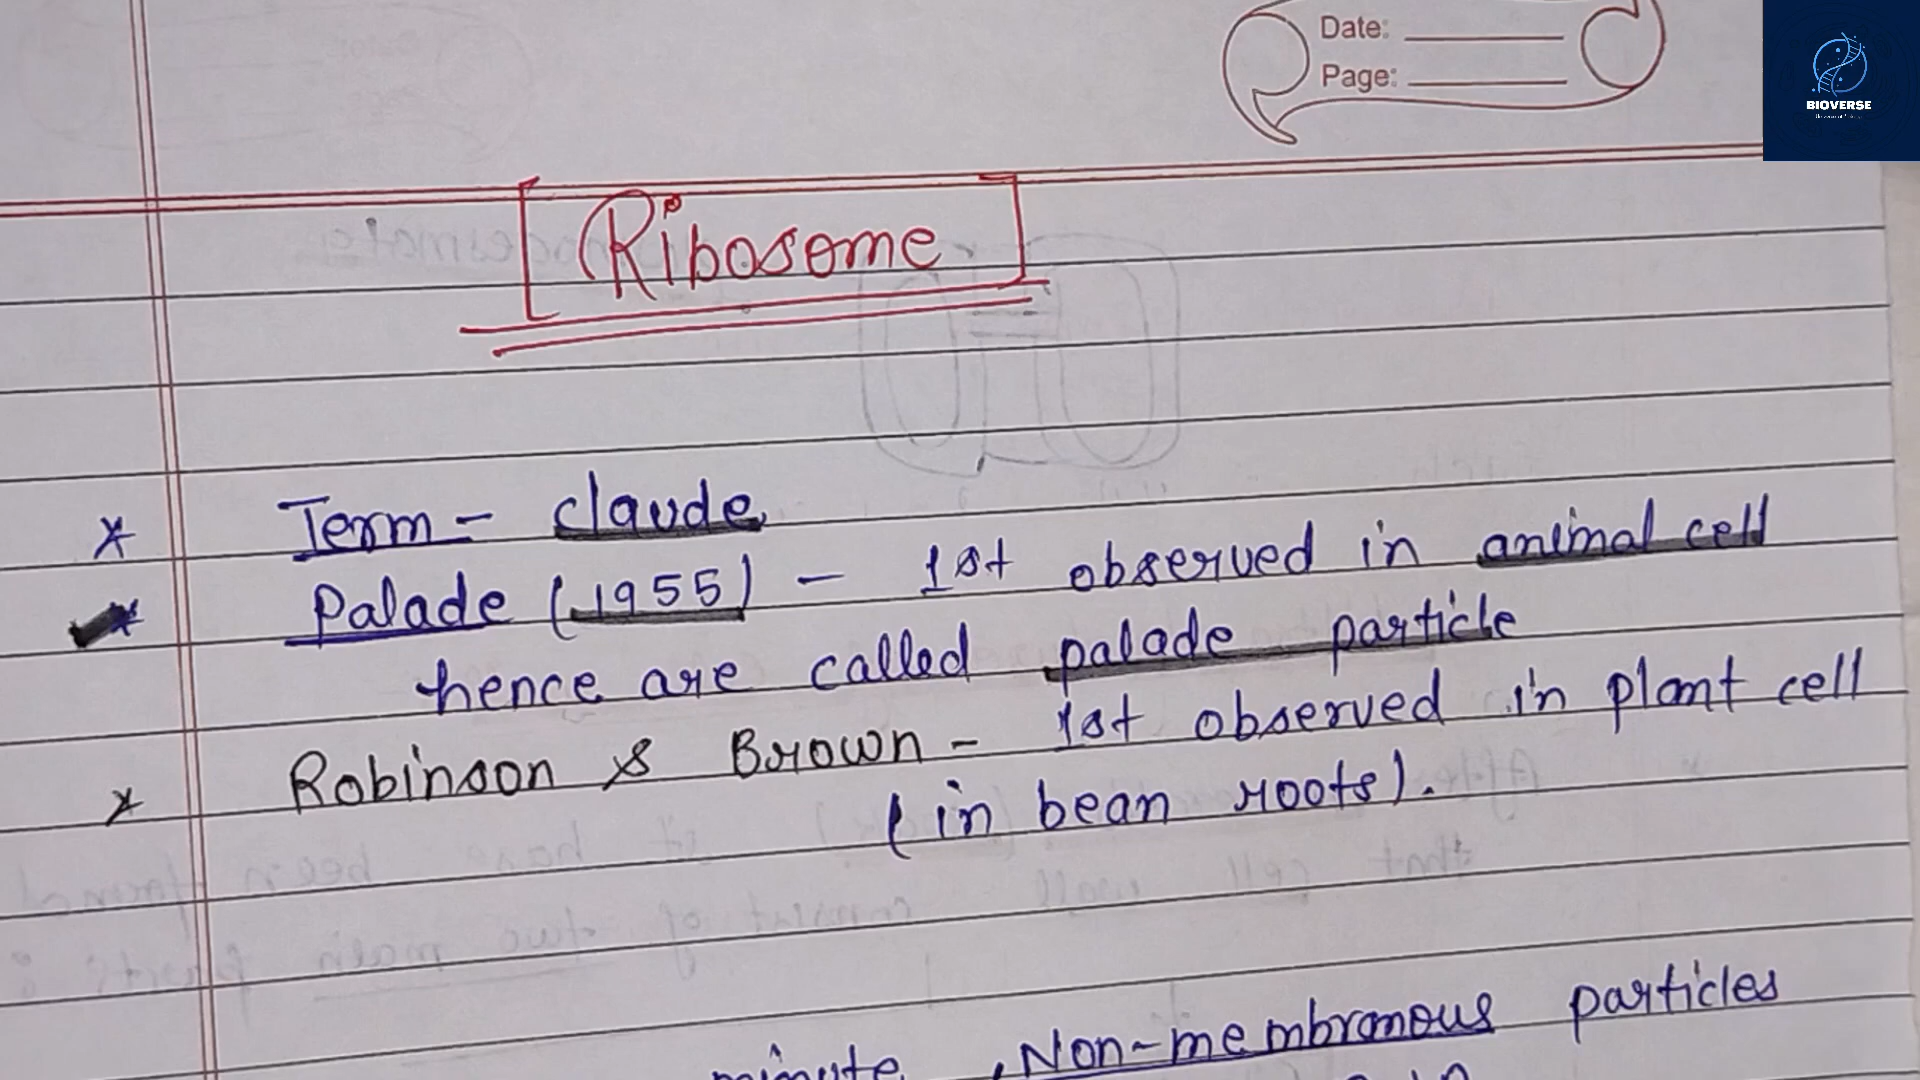 Date:
Page:
BIOVERSE
Ribosome
* Term - Claude
* Palade (1955) - 1st observed in animal cell
hence are called palade particle
* Robinson & Brown - 1st observed in plant cell
(in bean roots).
minute, Non-membranous particles